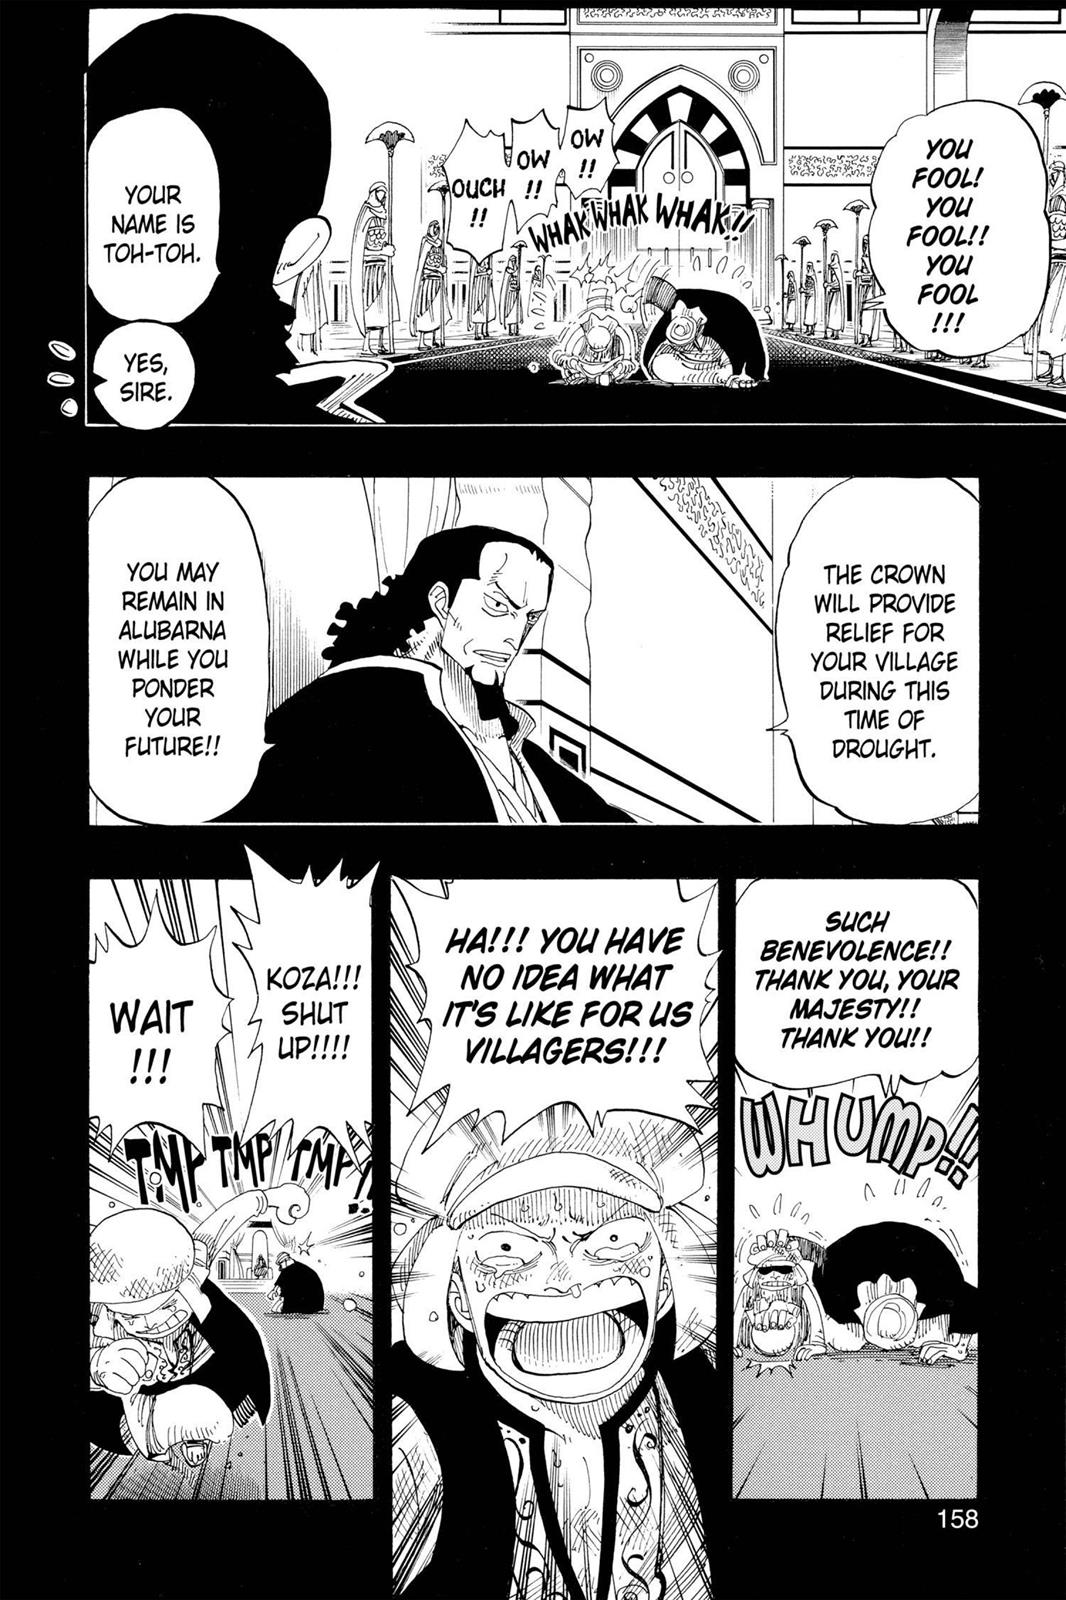 YOU
FOOL!
YOU
FOOL!!
YOU
FOOL
!!!
OW
!!
OW
!!
OUCH
!!
WHAK WHAK WHAK!!
YOUR
NAME IS
TOH-TOH.
YES,
SIRE.
THE CROWN
WILL PROVIDE
RELIEF FOR
YOUR VILLAGE
DURING THIS
TIME OF
DROUGHT.
YOU MAY
REMAIN IN
ALUBARNA
WHILE YOU
PONDER
YOUR
FUTURE!!
SUCH
BENEVOLENCE!!
THANK YOU, YOUR
MAJESTY!!
THANK YOU!!
WHUMP!!!
HA!!! YOU HAVE
NO IDEA WHAT
IT'S LIKE FOR US
VILLAGERS!!!
KOZA!!!
SHUT
UP!!!!
WAIT
!!!
TMP TMP TMP!!
158